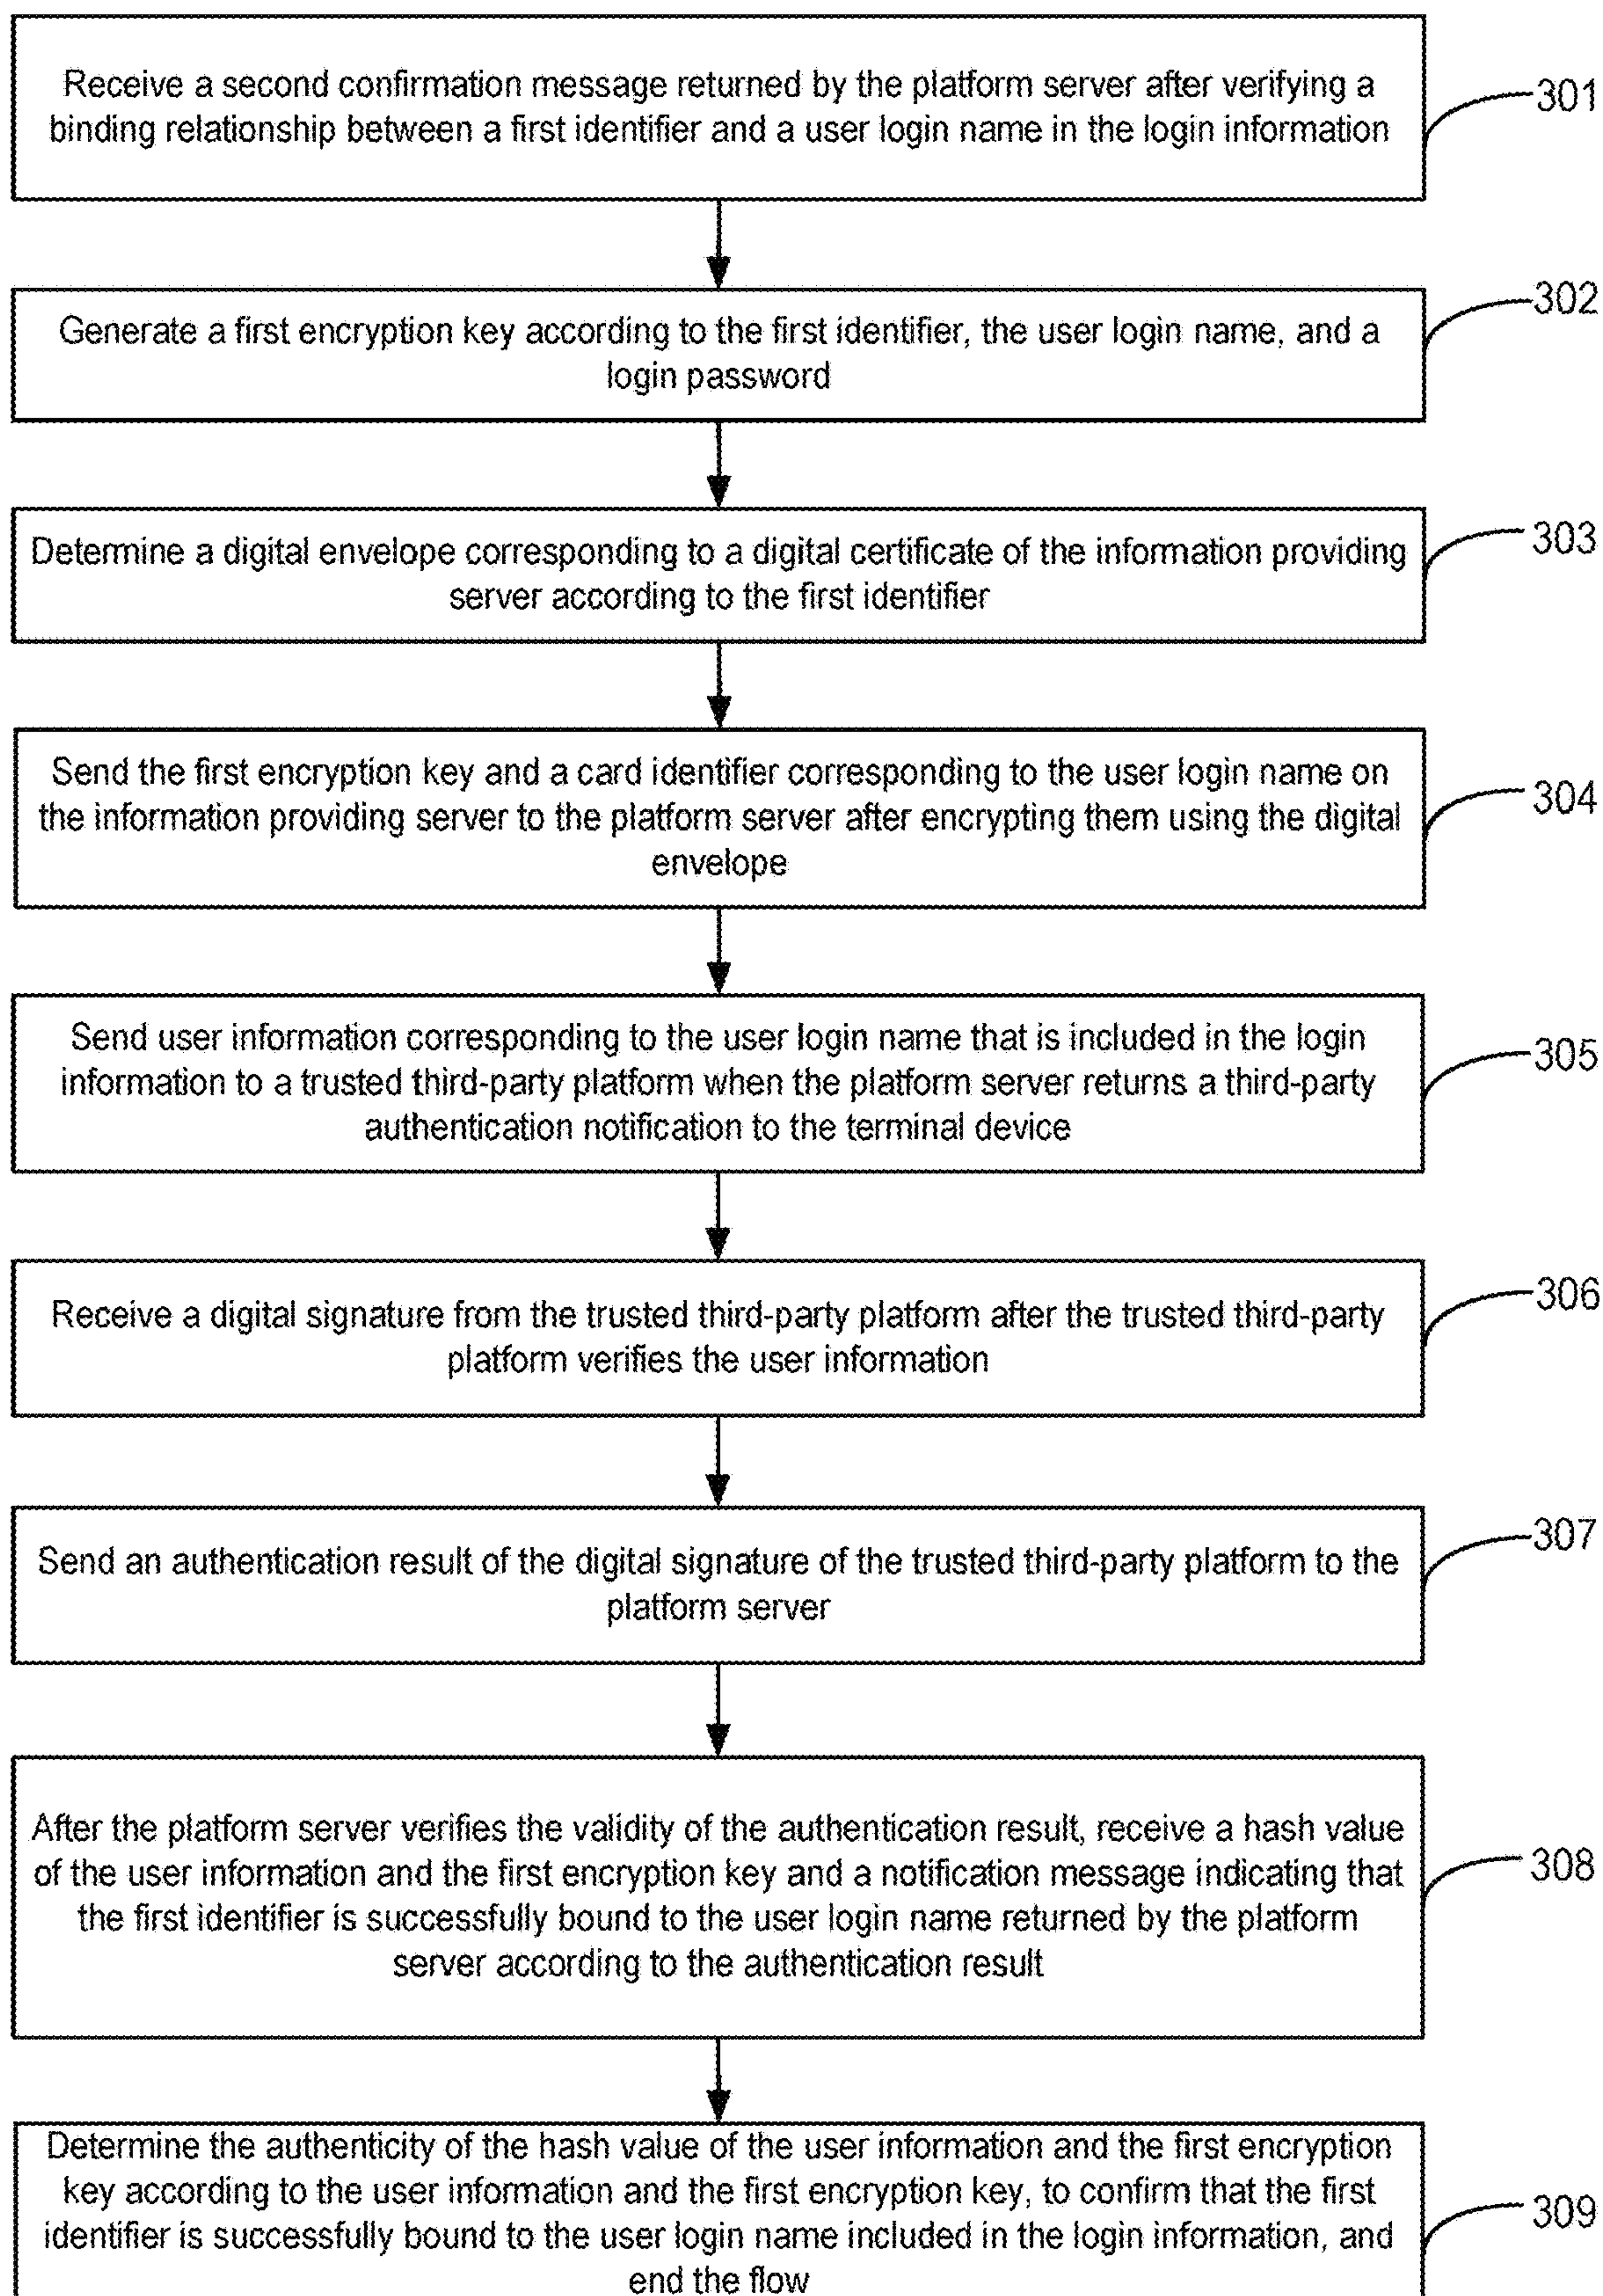 Receive a second confirmation message returned by the platform server after verifying a
binding relationship between a first identifier and a user login name in the login information
301
Generate a first encryption key according to the first identifier, the user login name, and a
login password
302
Determine a digital envelope corresponding to a digital certificate of the information providing
server according to the first identifier
303
Send the first encryption key and a card identifier corresponding to the user login name on
the information providing server to the platform server after encrypting them using the digital
envelope
304
Send user information corresponding to the user login name that is included in the login
information to a trusted third-party platform when the platform server returns a third-party
authentication notification to the terminal device
305
Receive a digital signature from the trusted third-party platform after the trusted third-party
platform verifies the user information
306
Send an authentication result of the digital signature of the trusted third-party platform to the
platform server
307
After the platform server verifies the validity of the authentication result, receive a hash value
of the user information and the first encryption key and a notification message indicating that
the first identifier is successfully bound to the user login name returned by the platform
server according to the authentication result
308
Determine the authenticity of the hash value of the user information and the first encryption
key according to the user information and the first encryption key, to confirm that the first
identifier is successfully bound to the user login name included in the login information, and
end the flow
309